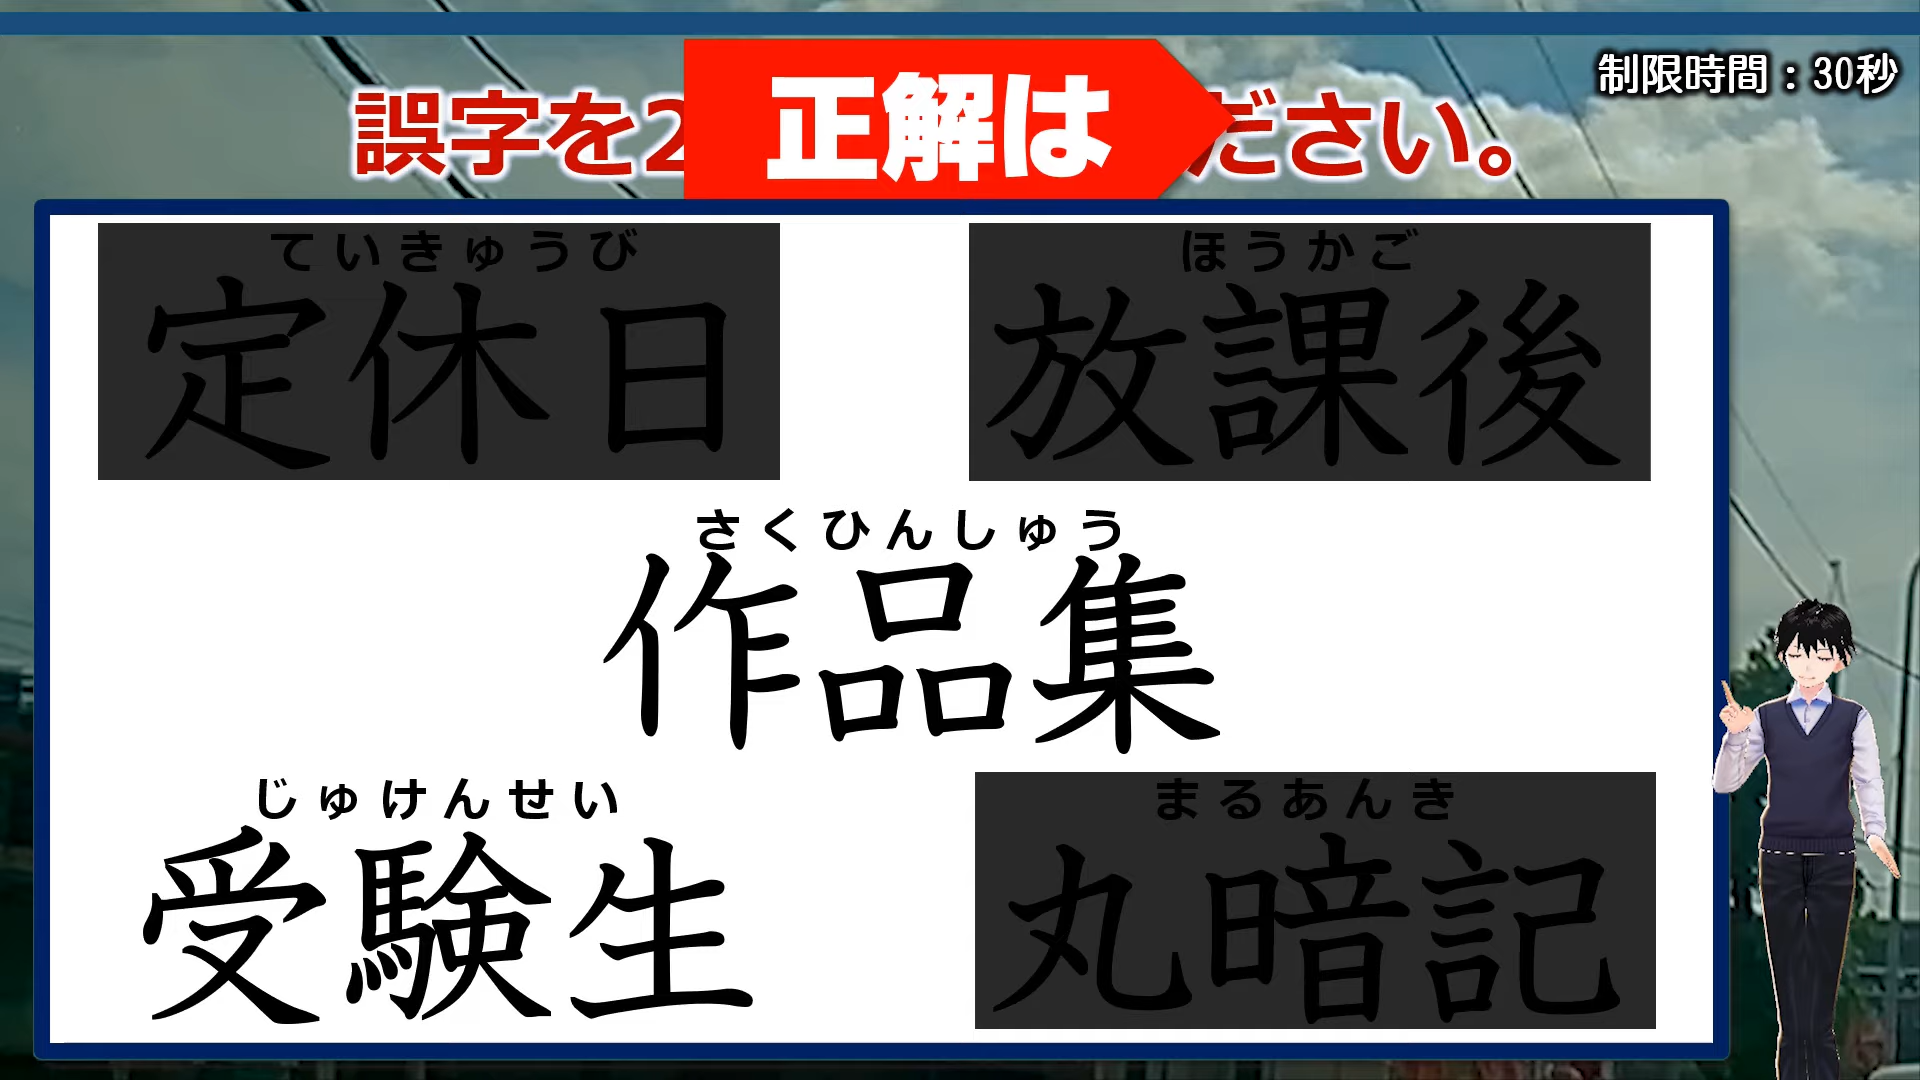 制限時間：30秒
誤字を2
正解は
ださい。
ていきゅうび
定休日
ほうかご
放課後
さくひんしゅう
作品集
じゅけんせい
受験生
まるあんき
丸暗記